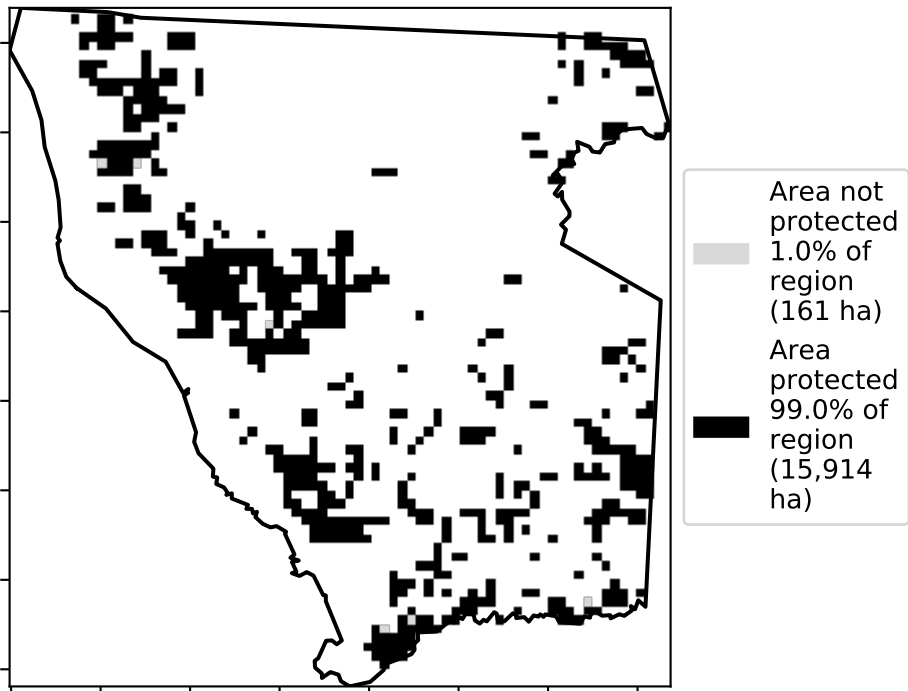 Area not
protected
1.0% of
region
(161 ha)
Area
protected
99.0% of
region
(15,914
ha)